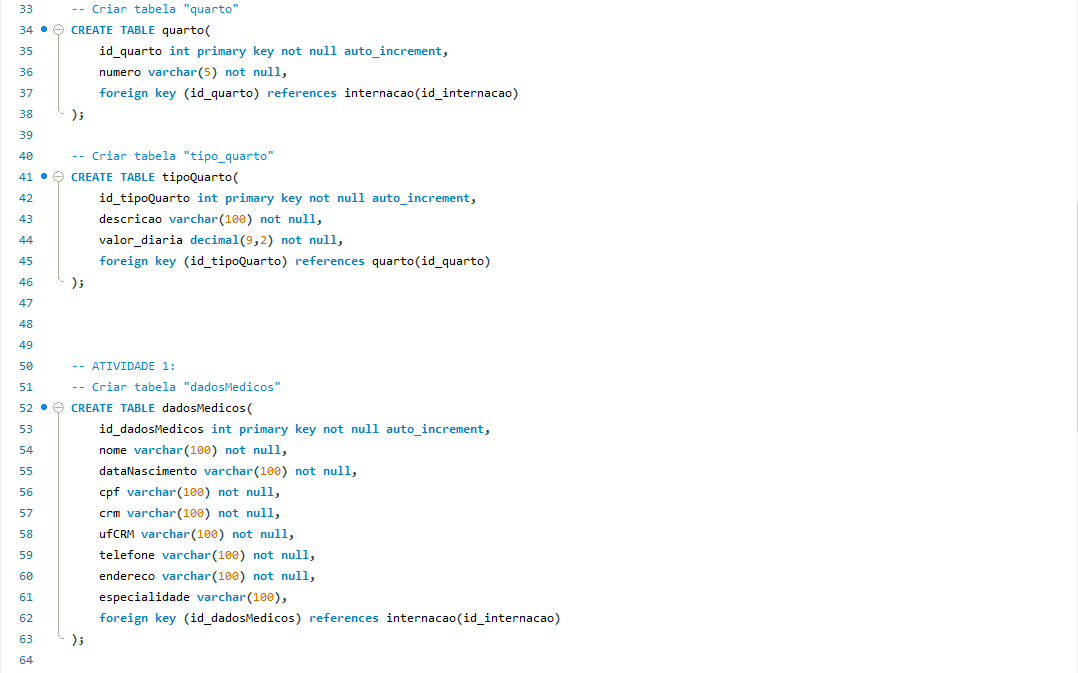 33 -- Criar tabela "quarto"
34 CREATE TABLE quarto(
35 id_quarto int primary key not null auto_increment,
36 numero varchar(5) not null,
37 foreign key (id_quarto) references internacao(id_internacao)
38 );
39
40 -- Criar tabela "tipo_quarto"
41 CREATE TABLE tipoQuarto(
42 id_tipoQuarto int primary key not null auto_increment,
43 descricao varchar(100) not null,
44 valor_diaria decimal(9,2) not null,
45 foreign key (id_tipoQuarto) references quarto(id_quarto)
46 );
47
48
49
50 -- ATIVIDADE 1:
51 -- Criar tabela "dadosMedicos"
52 CREATE TABLE dadosMedicos(
53 id_dadosMedicos int primary key not null auto_increment,
54 nome varchar(100) not null,
55 dataNascimento varchar(100) not null,
56 cpf varchar(100) not null,
57 crm varchar(100) not null,
58 ufCRM varchar(100) not null,
59 telefone varchar(100) not null,
60 endereco varchar(100) not null,
61 especialidade varchar(100),
62 foreign key (id_dadosMedicos) references internacao(id_internacao)
63 );
64